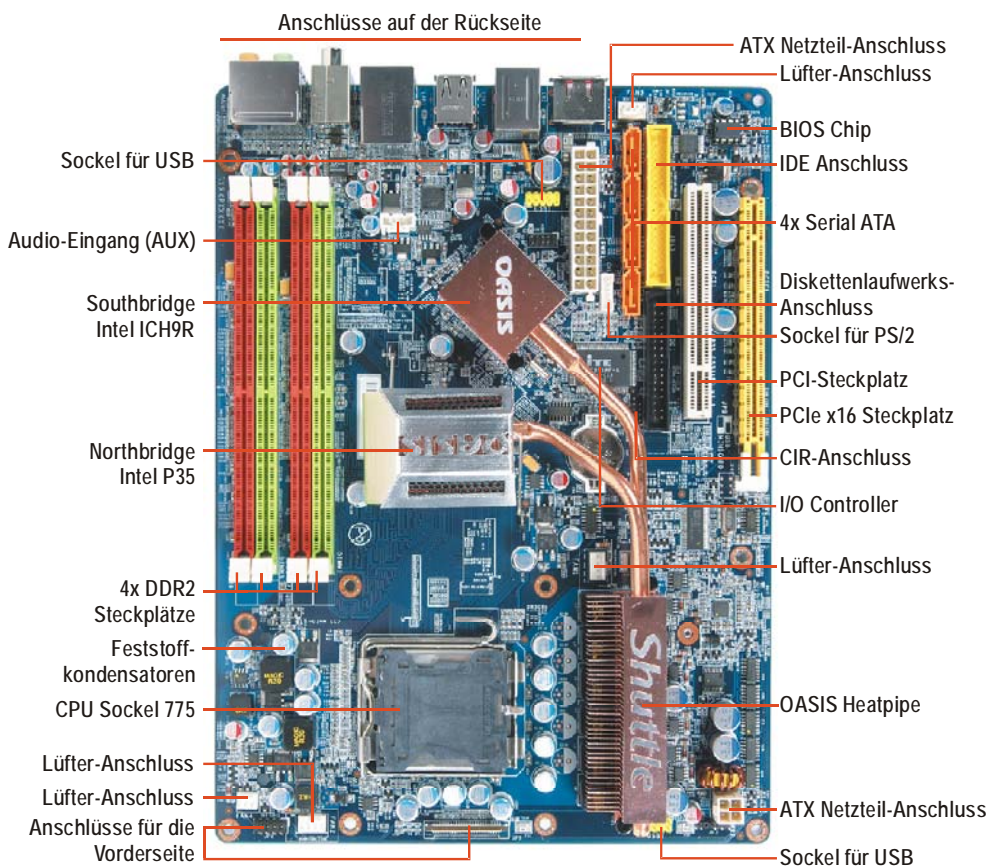 Anschlüsse auf der Rückseite
ATX Netzteil-Anschluss
Lüfter-Anschluss
BIOS Chip
IDE Anschluss
Sockel für USB
4x Serial ATA
Audio-Eingang (AUX)
Diskettenlaufwerks-
Anschluss
Southbridge
Intel ICH9R
OASIS
Sockel für PS/2
PCI-Steckplatz
PCIe x16 Steckplatz
Northbridge
Intel P35
CIR-Anschluss
I/O Controller
Lüfter-Anschluss
4x DDR2
Steckplätze
Feststoff-
kondensatoren
Shuttle
CPU Sockel 775
OASIS Heatpipe
Lüfter-Anschluss
Lüfter-Anschluss
ATX Netzteil-Anschluss
Anschlüsse für die
Vorderseite
Sockel für USB